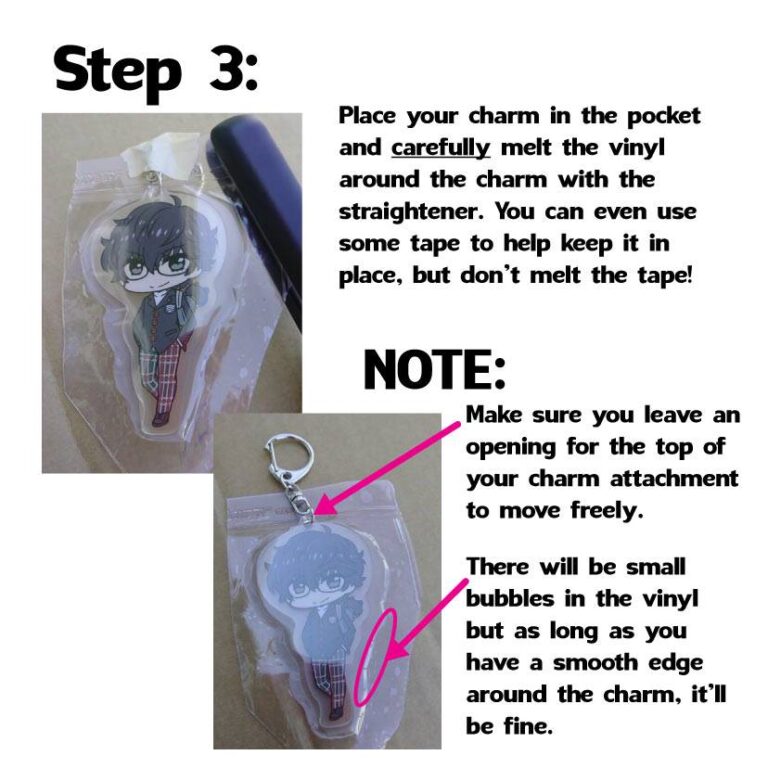 Step 3:
Place your charm in the pocket
and carefully melt the vinyl
around the charm with the
straightener. You can even use
some tape to help keep it in
place, but don't melt the tape!
NOTE:
Make sure you leave an
opening for the top of
your charm attachment
to move freely.
There will be small
bubbles in the vinyl
but as long as you
have a smooth edge
around the charm, it'll
be fine.